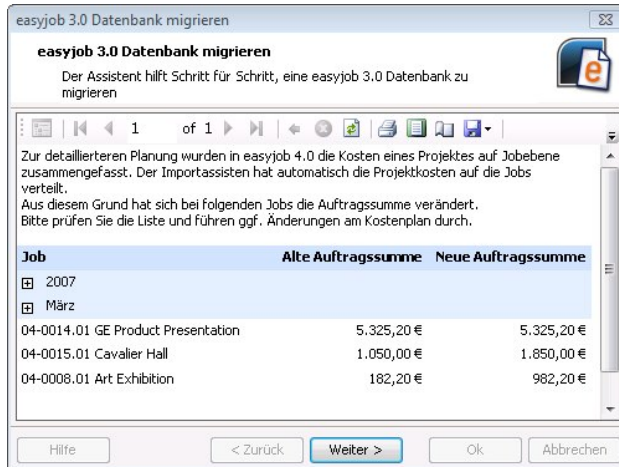 easyjob 3.0 Datenbank migrieren
easyjob 3.0 Datenbank migrieren
Der Assistent hilft Schritt für Schritt, eine easyjob 3.0 Datenbank zu
migrieren
1 of 1
Zur detaillierteren Planung wurden in easyjob 4.0 die Kosten eines Projektes auf Jobebene
zusammengefasst. Der Importassisten hat automatisch die Projektkosten auf die Jobs
verteilt.
Aus diesem Grund hat sich bei folgenden Jobs die Auftragssumme verändert.
Bitte prüfen Sie die Liste und führen ggf. Änderungen am Kostenplan durch.
Job Alte Auftragssumme Neue Auftragssumme
2007
März
04-0014.01 GE Product Presentation 5.325,20 € 5.325,20 €
04-0015.01 Cavalier Hall 1.050,00 € 1.850,00 €
04-0008.01 Art Exhibition 182,20 € 982,20 €
Hilfe < Zurück Weiter > Ok Abbrechen